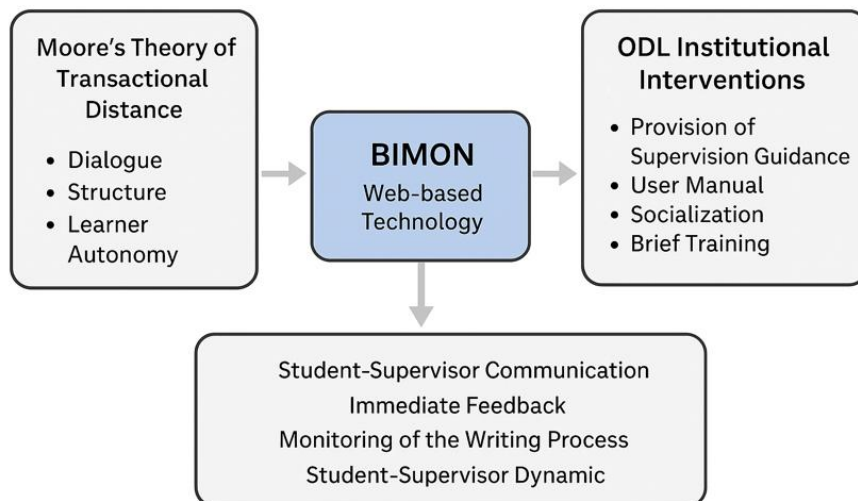 Moore's Theory of
Transactional
Distance
• Dialogue
• Structure
• Learner
Autonomy
BIMON
Web-based
Technology
ODL Institutional
Interventions
• Provision of
Supervision Guidance
• User Manual
• Socialization
• Brief Training
Student-Supervisor Communication
Immediate Feedback
Monitoring of the Writing Process
Student-Supervisor Dynamic